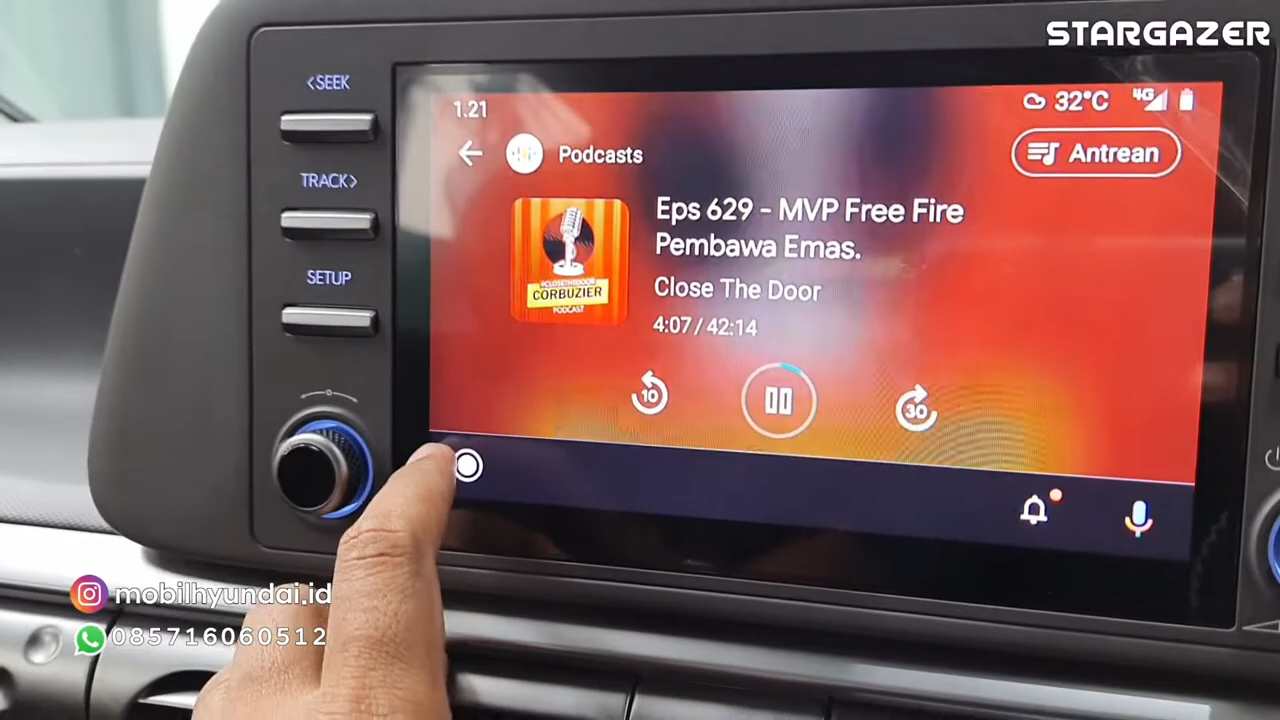 STARGAZER
<SEEK
TRACK>
SETUP
1.21
32°C
4G
Podcasts
Antrean
Eps 629 - MVP Free Fire
Pembawa Emas.
Close The Door
4:07/42:14
#CLOSETHEDOOR
CORBUZIER
PODCAST
10
30
mobilhyundai.id
085716060512